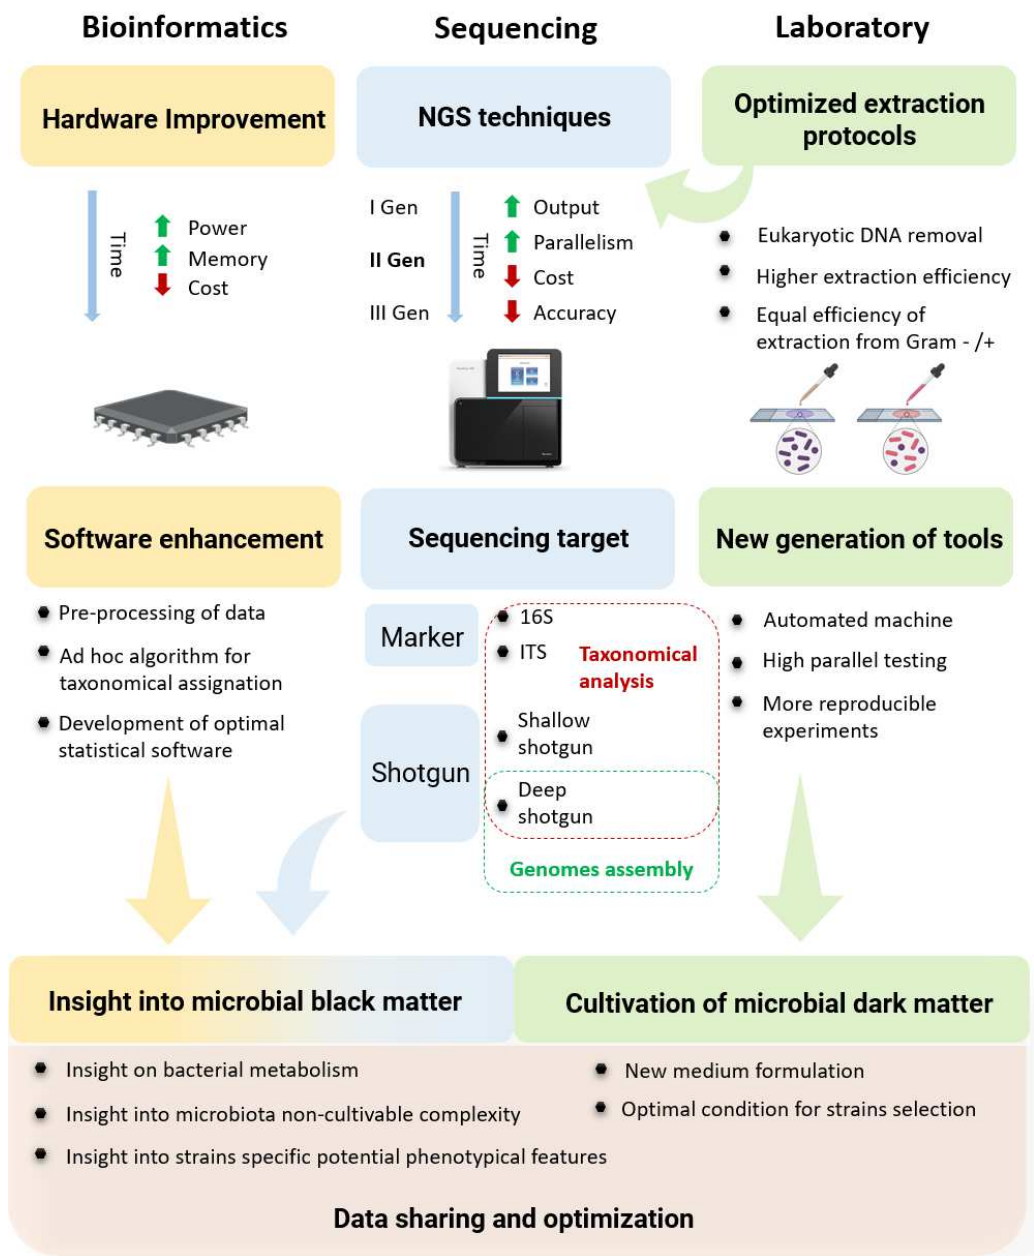 Bioinformatics
Sequencing
Laboratory
Hardware Improvement
NGS techniques
Optimized extraction
protocols
Time
Power
Memory
Cost
I Gen
II Gen
III Gen
Time
Output
Parallelism
Cost
Accuracy
Eukaryotic DNA removal
Higher extraction efficiency
Equal efficiency of
extraction from Gram - /+
Software enhancement
Sequencing target
New generation of tools
Pre-processing of data
Ad hoc algorithm for
taxonomical assignation
Development of optimal
statistical software
Marker
16S
ITS
Taxonomical
analysis
Shotgun
Shallow
shotgun
Deep
shotgun
Genomes assembly
Automated machine
High parallel testing
More reproducible
experiments
Insight into microbial black matter
Cultivation of microbial dark matter
Insight on bacterial metabolism
Insight into microbiota non-cultivable complexity
Insight into strains specific potential phenotypical features
New medium formulation
Optimal condition for strains selection
Data sharing and optimization